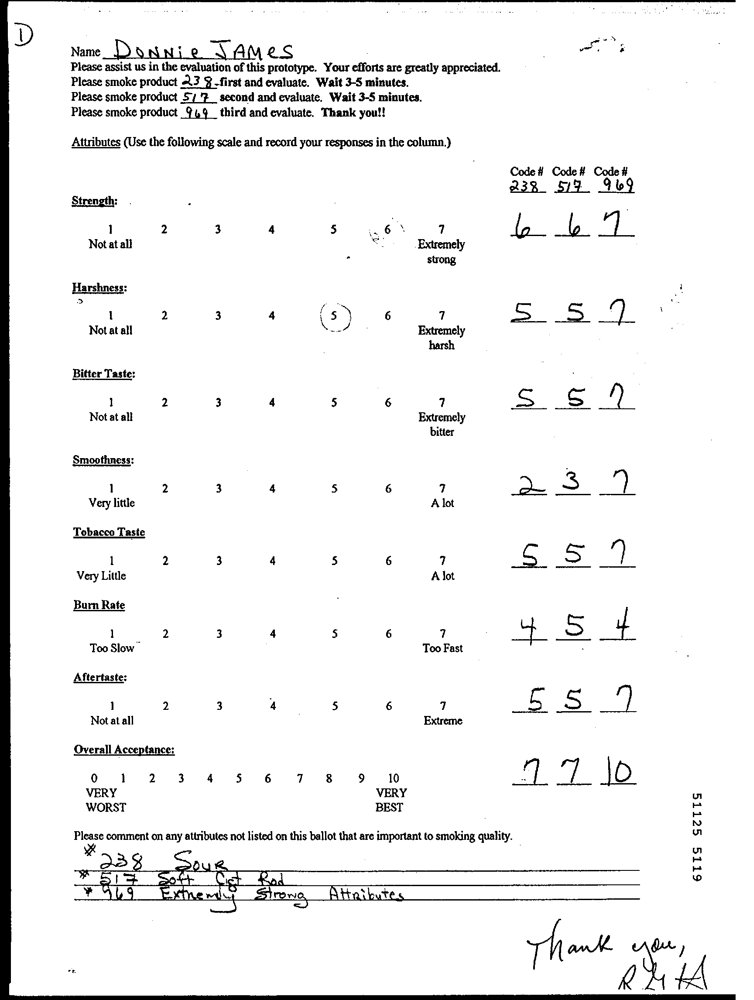 1
Name Donnie James
Please assist us in the evaluation of this prototype. Your efforts are greatly appreciated.
Please smoke product 238 first and evaluate. Wait 3-5 minutes.
Please smoke product 517 second and evaluate. Wait 3-5 minutes.
Please smoke product 969 third and evaluate. Thank you!!
Attributes (Use the following scale and record your responses in the column.)
Code # Code # Code #
238 517 969
Strength:
1 2 3 4 5 6 7 6 6 7
Not at all Extremely
strong
Harshness:
1 2 3 4 5 6 7 5 5 7
Not at all Extremely
harsh
Bitter Taste:
1 2 3 4 5 6 7 5 5 7
Not at all Extremely
bitter
Smoothness:
1 2 3 4 5 6 7 2 3 7
Very little A lot
Tobacco Taste
1 2 3 4 5 6 7 5 5 7
Very Little A lot
Burn Rate
1 2 3 4 5 6 7 4 5 4
Too Slow Too Fast
Aftertaste:
1 2 3 4 5 6 7 5 5 7
Not at all Extreme
Overall Acceptance:
0 1 2 3 4 5 6 7 8 9 10 7 7 10
VERY VERY
WORST BEST
Please comment on any attributes not listed on this ballot that are important to smoking quality.
* 238 Sour
* 517 Soft Cigt Rod
* 969 Extremely Strong Attributes
Thank you,
51125 5119